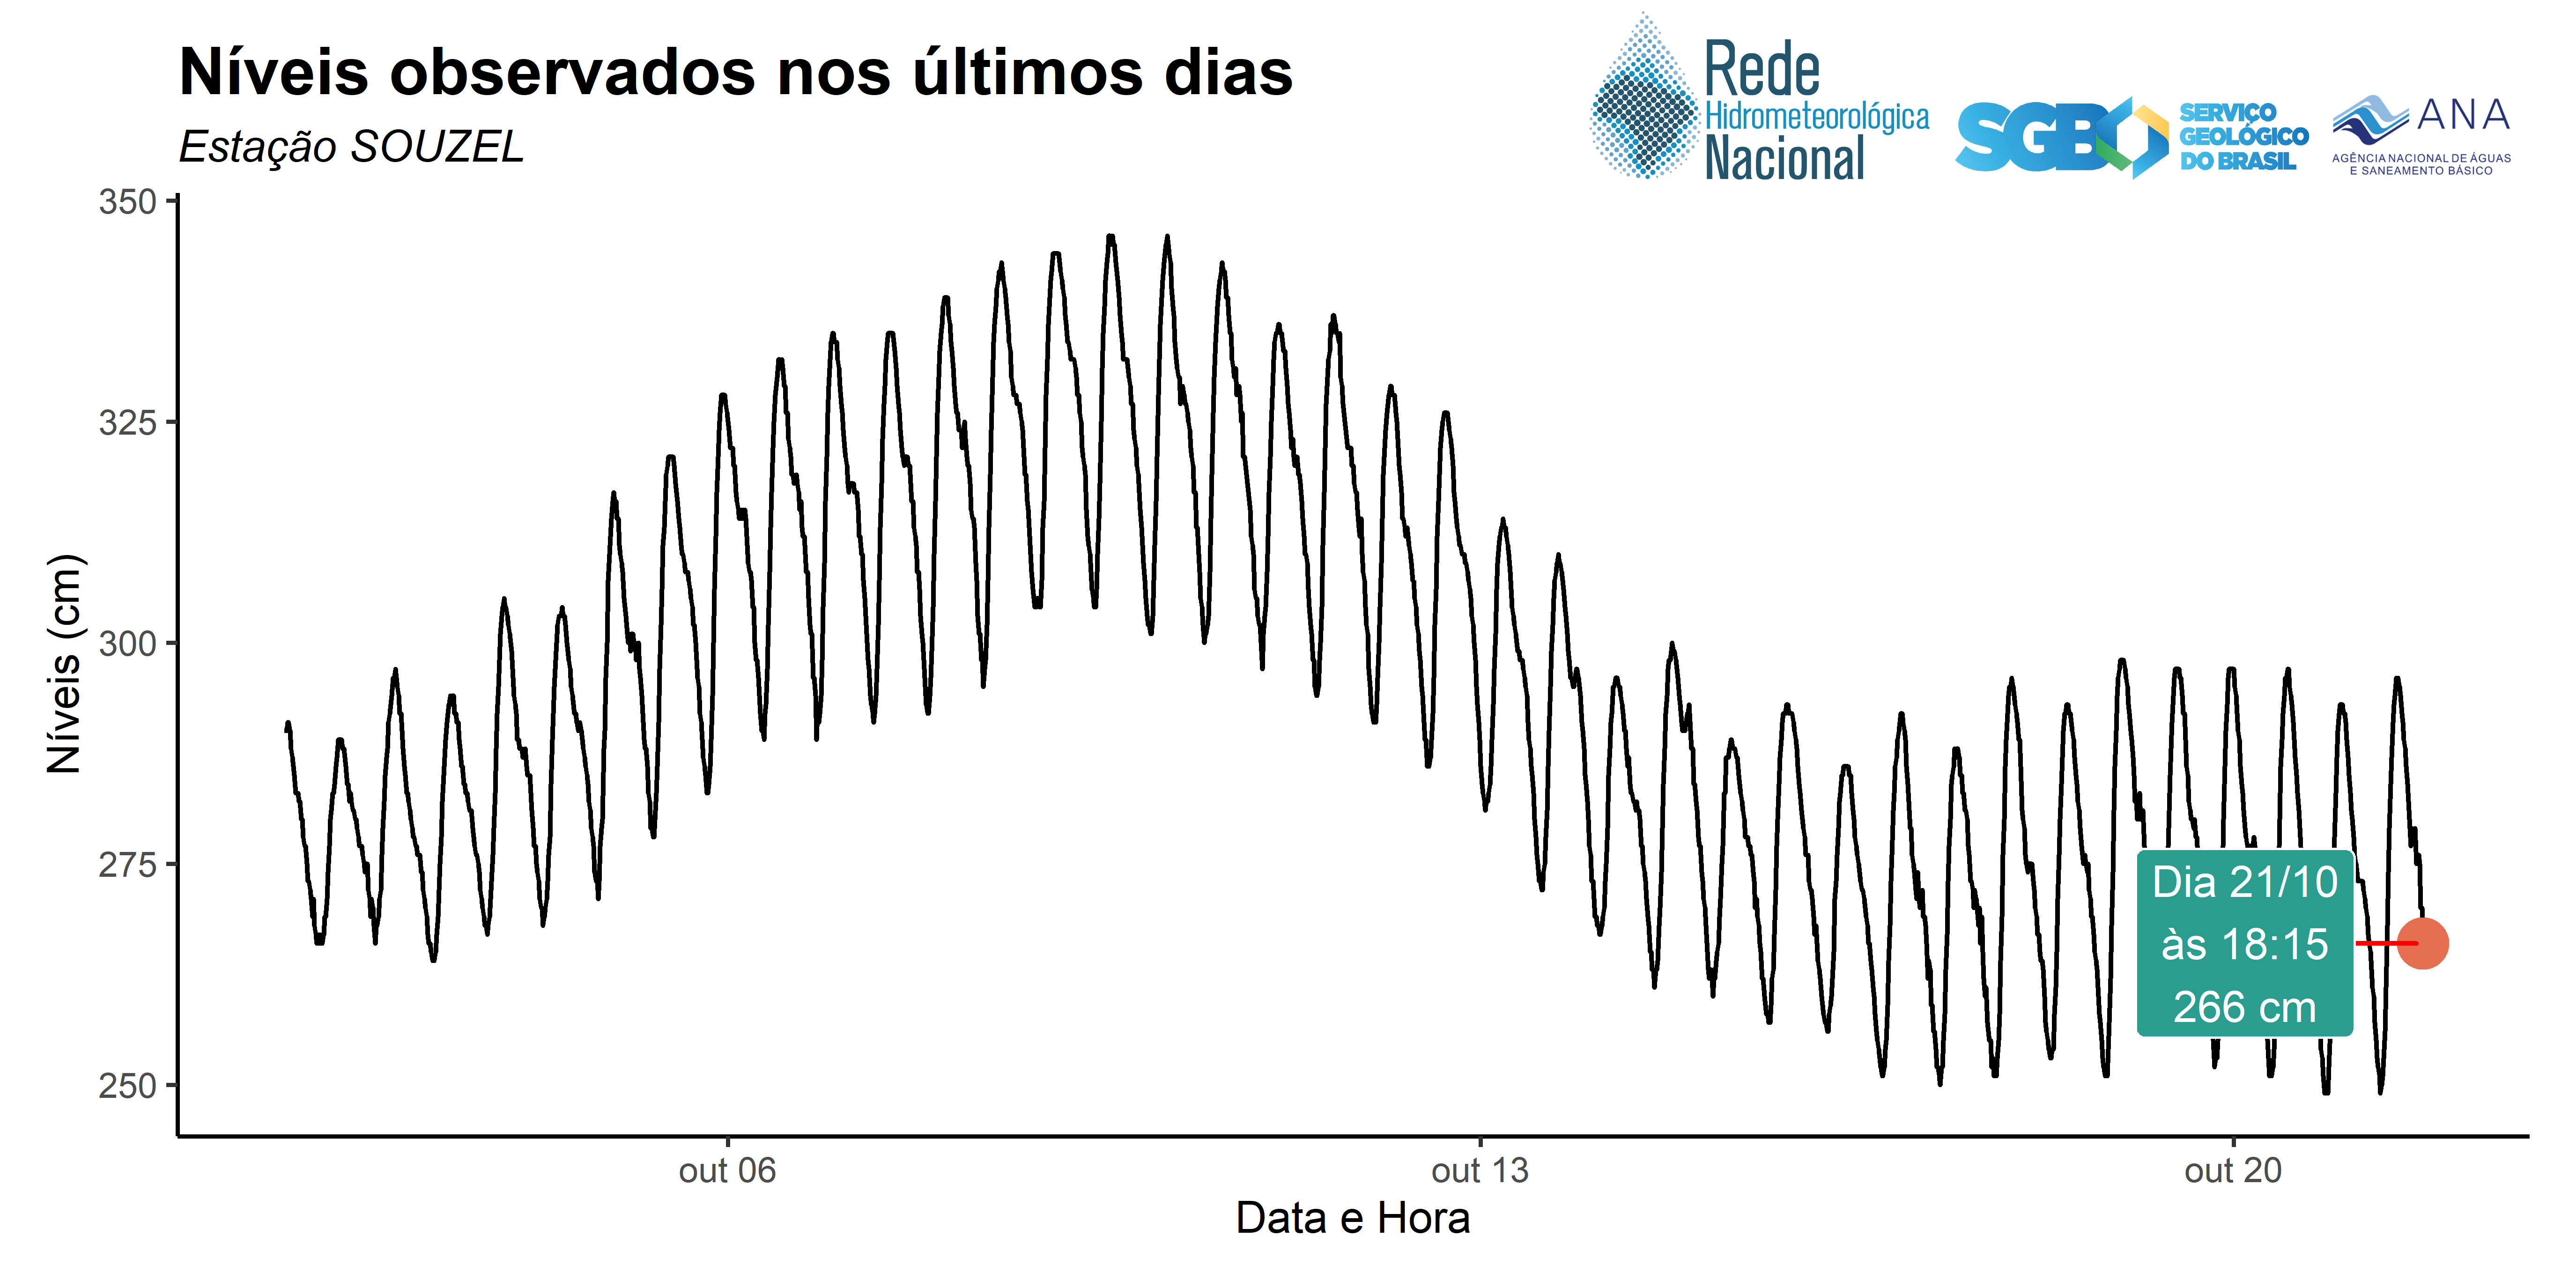 Níveis observados nos últimos dias
Estação SOUZEL
Rede
Hidrometeorológica
Nacional
SGB
SERVIÇO
GEOLÓGICO
DO BRASIL
ANA
AGÊNCIA NACIONAL DE ÁGUAS
E SANEAMENTO BÁSICO
350
325
300
275
250
Níveis (cm)
Dia 21/10
às 18:15
266 cm
out 06
out 13
out 20
Data e Hora